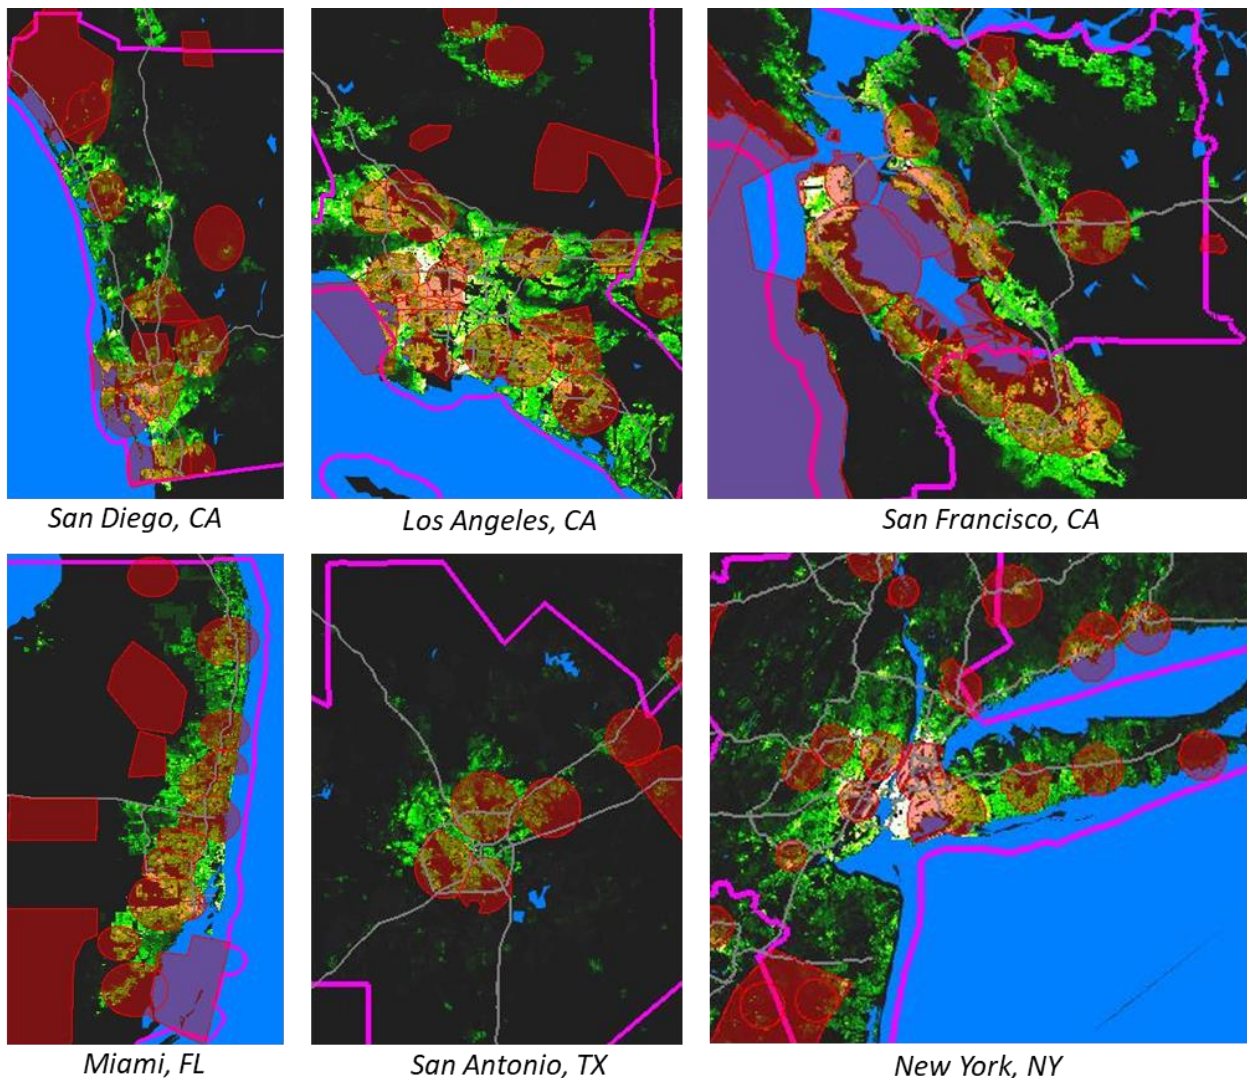 San Diego, CA
Los Angeles, CA
San Francisco, CA
Miami, FL
San Antonio, TX
New York, NY